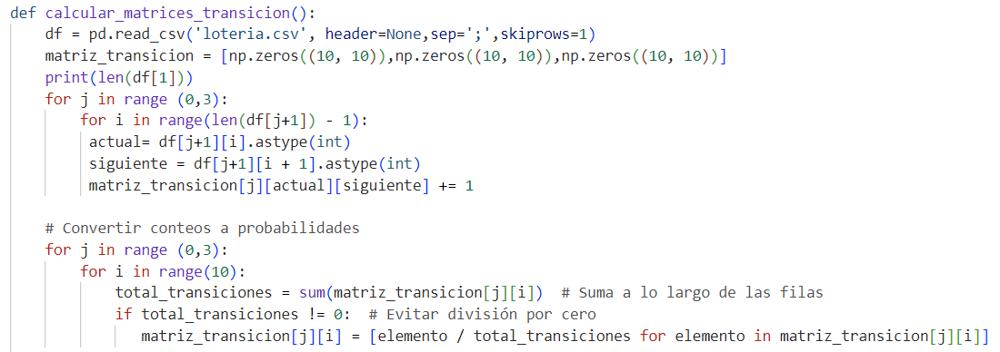 def calcular_matrices_transicion():
    df = pd.read_csv('loteria.csv', header=None,sep=';',skiprows=1)
    matriz_transicion = [np.zeros((10, 10)),np.zeros((10, 10)),np.zeros((10, 10))]
    print(len(df[1]))
    for j in range (0,3):
        for i in range(len(df[j+1]) - 1):
         actual= df[j+1][i].astype(int)
         siguiente = df[j+1][i + 1].astype(int)
         matriz_transicion[j][actual][siguiente] += 1

    # Convertir conteos a probabilidades
    for j in range (0,3):
        for i in range(10):
            total_transiciones = sum(matriz_transicion[j][i])  # Suma a lo largo de las filas
            if total_transiciones != 0:  # Evitar división por cero
               matriz_transicion[j][i] = [elemento / total_transiciones for elemento in matriz_transicion[j][i]]